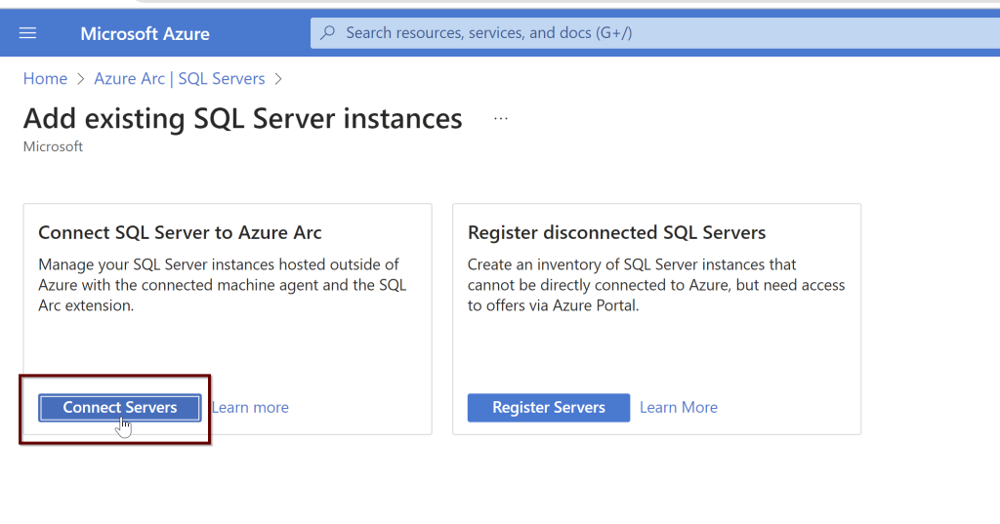 Microsoft Azure
Search resources, services, and docs (G+/)
Home > Azure Arc | SQL Servers >
Add existing SQL Server instances ...
Microsoft
Connect SQL Server to Azure Arc
Manage your SQL Server instances hosted outside of
Azure with the connected machine agent and the SQL
Arc extension.
Connect Servers Learn more
Register disconnected SQL Servers
Create an inventory of SQL Server instances that
cannot be directly connected to Azure, but need access
to offers via Azure Portal.
Register Servers Learn More